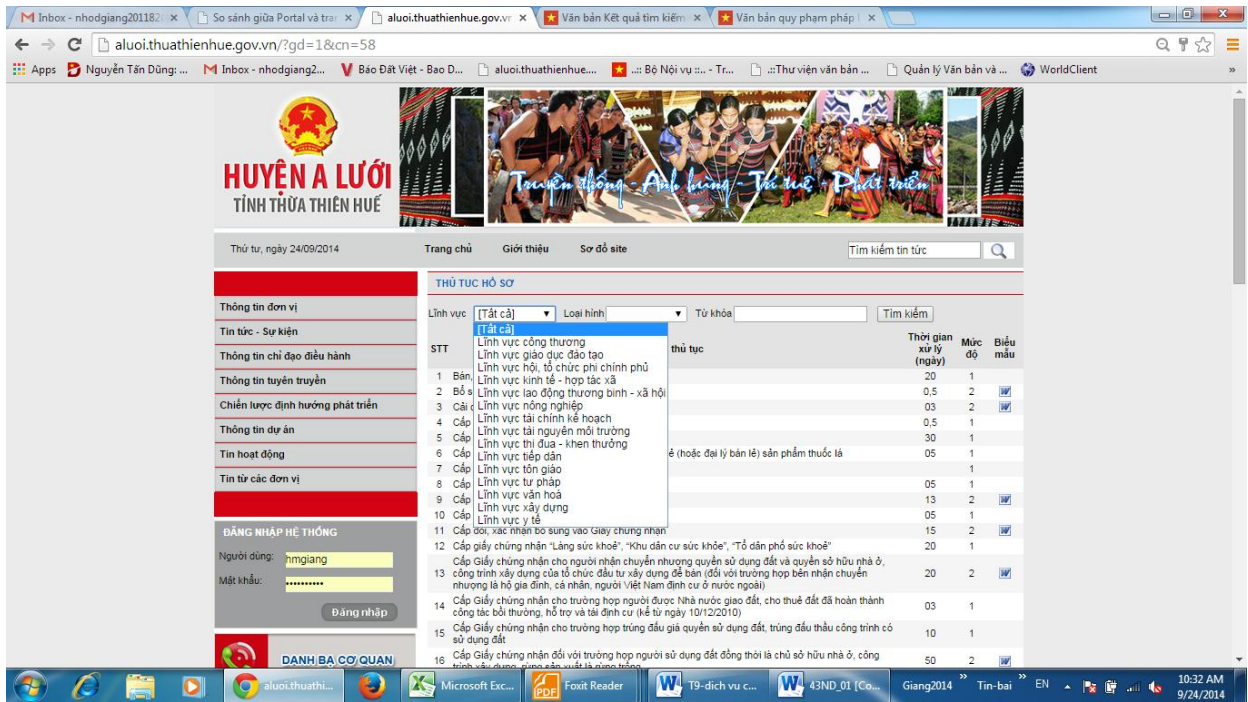 Inbox - nhodgiang201182
So sánh giữa Portal và trar
aluoi.thuathienhue.gov.vr
Văn bản Kết quả tìm kiếm
Văn bản quy phạm pháp l
aluoi.thuathienhue.gov.vn/?gd=1&cn=58
Apps
Nguyễn Tấn Dũng: ...
Inbox - nhodgiang2...
Báo Đất Việt - Bao D...
aluoi.thuathienhue....
..:: Bộ Nội vụ ::.. - Tr...
.::Thư viện văn bản ...
Quản lý Văn bản và ...
WorldClient
»
HUYỆN A LƯỚI
TỈNH THỪA THIÊN HUẾ
Truyền thống - Anh hùng - Trí tuệ - Phát triển
Thứ tư, ngày 24/09/2014
Trang chủ
Giới thiệu
Sơ đồ site
Tìm kiếm tin tức
Thông tin đơn vị
Tin tức - Sự kiện
Thông tin chỉ đạo điều hành
Thông tin tuyên truyền
Chiến lược định hướng phát triển
Thông tin dự án
Tin hoạt động
Tin từ các đơn vị
ĐĂNG NHẬP HỆ THỐNG
Người dùng: hmgiang
Mật khẩu: ••••••••••
Đăng nhập
DANH BẠ CƠ QUAN
THỦ TỤC HỒ SƠ
Lĩnh vực [Tất cả] Loại hình Từ khóa Tìm kiếm
[Tất cả]
Lĩnh vực công thương
Lĩnh vực giáo dục đào tạo
Lĩnh vực hội, tổ chức phi chính phủ
Lĩnh vực kinh tế - hợp tác xã
Lĩnh vực lao động thương binh - xã hội
Lĩnh vực nông nghiệp
Lĩnh vực tài chính kế hoạch
Lĩnh vực tài nguyên môi trường
Lĩnh vực thi đua - khen thưởng
Lĩnh vực tiếp dân
Lĩnh vực tôn giáo
Lĩnh vực tư pháp
Lĩnh vực văn hoá
Lĩnh vực xây dựng
Lĩnh vực y tế
STT thủ tục Thời gian xử lý (ngày) Mức độ Biểu mẫu
1 Bán, 20 1
2 Bổ s 0,5 2 W
3 Cải c 03 2 W
4 Cấp 0,5 1
5 Cấp 30 1
6 Cấp ẻ (hoặc đại lý bán lẻ) sản phẩm thuốc lá 05 1
7 Cấp 1
8 Cấp 05 1
9 Cấp 13 2 W
10 Cấp 05 1
11 Cấp đổi, xác nhận bổ sung vào Giấy chứng nhận 15 2 W
12 Cấp giấy chứng nhận “Làng sức khoẻ”, “Khu dân cư sức khỏe”, “Tổ dân phố sức khoẻ” 20 1
Cấp Giấy chứng nhận cho người nhận chuyển nhượng quyền sử dụng đất và quyền sở hữu nhà ở,
13 công trình xây dựng của tổ chức đầu tư xây dựng để bán (đối với trường hợp bên nhận chuyển 20 2 W
nhượng là hộ gia đình, cá nhân, người Việt Nam định cư ở nước ngoài)
14 Cấp Giấy chứng nhận cho trường hợp người được Nhà nước giao đất, cho thuê đất đã hoàn thành 03 1
công tác bồi thường, hỗ trợ và tái định cư (kể từ ngày 10/12/2010)
15 Cấp Giấy chứng nhận cho trường hợp trúng đấu giá quyền sử dụng đất, trúng đấu thầu công trình có 10 1
sử dụng đất
16 Cấp Giấy chứng nhận đối với trường hợp người sử dụng đất đồng thời là chủ sở hữu nhà ở, công 50 2 W
trình xây dựng, rừng sản xuất là rừng trồng
aluoi.thuathi...
Microsoft Exc...
Foxit Reader
T9-dich vu c...
43ND_01 [Co...
Giang2014 »
Tin-bai »
EN
10:32 AM
9/24/2014